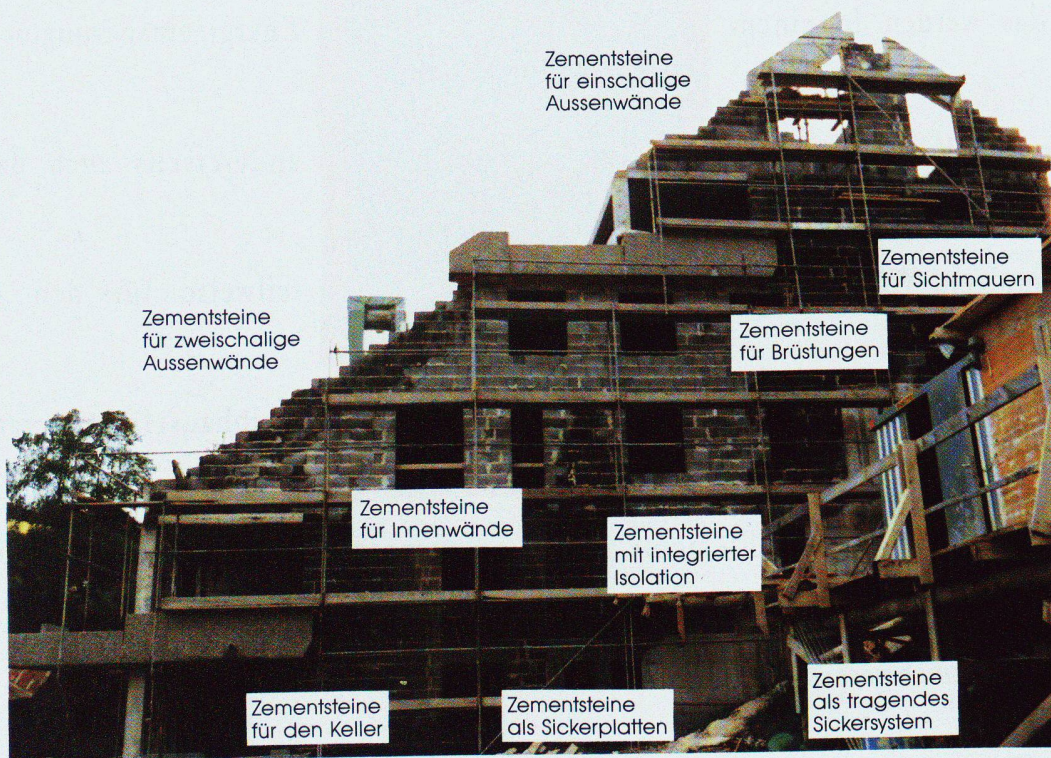 Zementsteine
für einschalige
Aussenwände
Zementsteine
für Sichtmauern
Zementsteine
für zweischalige
Aussenwände
Zementsteine
für Brüstungen
Zementsteine
für Innenwände
Zementsteine
mit integrierter
Isolation
Zementsteine
für den Keller
Zementsteine
als Sickerplatten
Zementsteine
als tragendes
Sickersystem